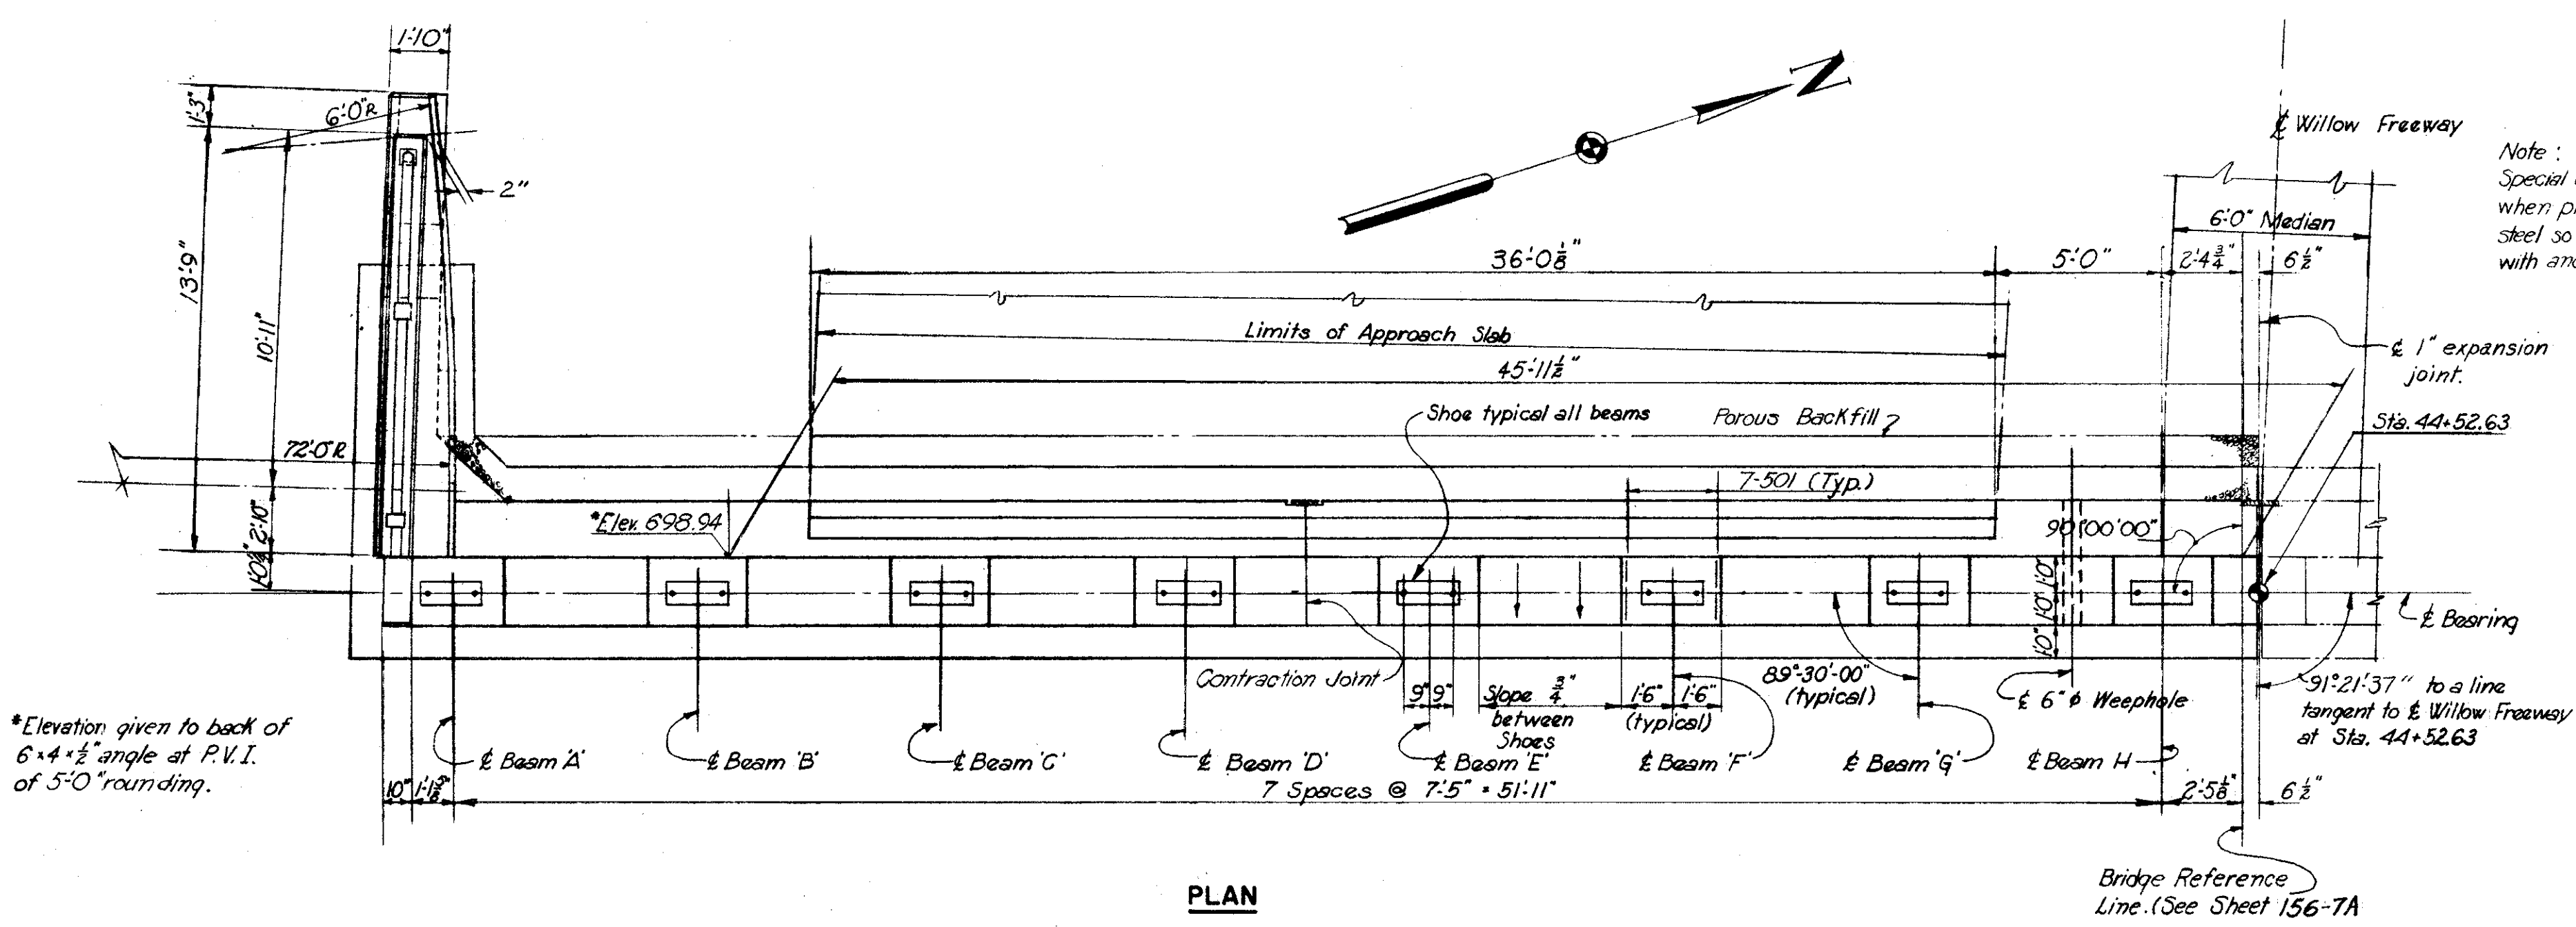 1'-10"
1'-3"
6'-0"R
2"
13'-9"
10'-11"
72'-0"R
2'-10"
N
℄ Willow Freeway
Note :
Special
when
steel so
with
6'-0" Median
36'-0⅛"
5'-0"
2'-4¾"
6½"
Limits of Approach Slab
45'-11½"
℄ 1" expansion
joint.
Shoe typical all beams
Porous Backfill
Sta. 44+52.63
7-501 (Typ.)
*Elev. 698.94
90°00'00"
1'-0"
1'-0"
1'-0"
℄ Bearing
Contraction Joint
9" 9"
Slope ¾"
between
Shoes
1'-6" 1'-6"
(typical)
89°-30'-00"
(typical)
℄ 6" ϕ Weephole
91°21'37" to a line
tangent to ℄ Willow Freeway
at Sta. 44+52.63
*Elevation given to back of
6 x 4 x ½" angle at P.V.I.
of 5'-0" rounding.
℄ Beam 'A'
℄ Beam 'B'
℄ Beam 'C'
℄ Beam 'D'
℄ Beam 'E'
℄ Beam 'F'
℄ Beam 'G'
℄ Beam H
10"
7 Spaces @ 7'-5" = 51'-11"
2'-5⅛"
6½"
Bridge Reference
Line. (See Sheet 156-7A
PLAN